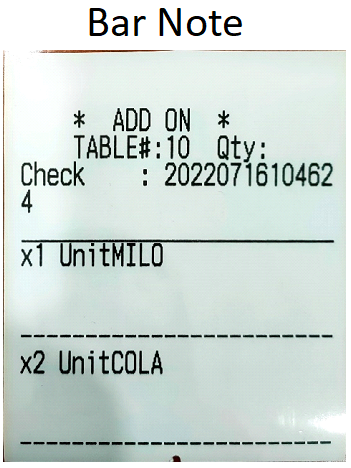 Bar Note
* ADD ON *
TABLE#:10 Qty:
Check : 2022071610462
4
x1 UnitMILO
x2 UnitCOLA